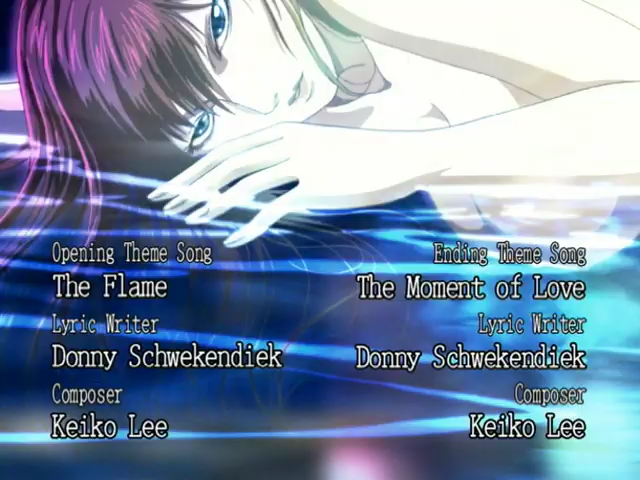 Opening Theme Song
The Flame
Lyric Writer
Donny Schwekendiek
Composer
Keiko Lee
Ending Theme Song
The Moment of Love
Lyric Writer
Donny Schwekendiek
Composer
Keiko Lee